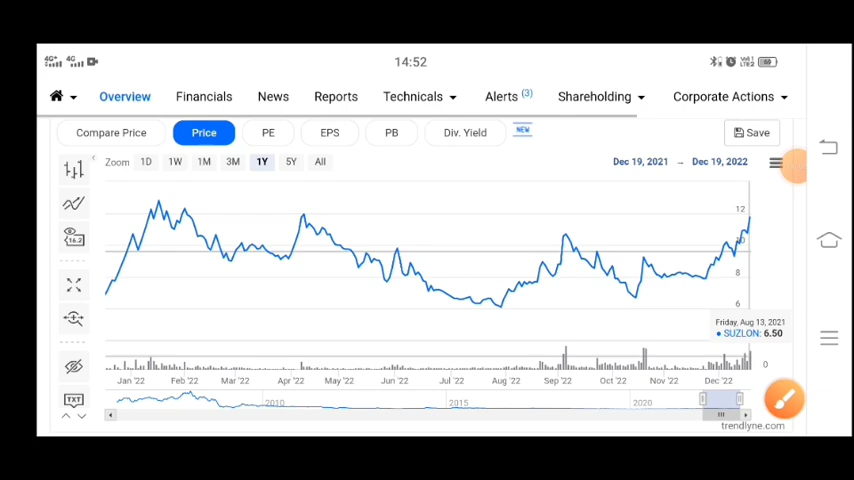 14:52
Overview Financials News Reports Technicals Alerts (3) Shareholding Corporate Actions
Compare Price Price PE EPS PB Div. Yield NEW Save
Zoom 1D 1W 1M 3M 1Y 5Y All Dec 19, 2021 → Dec 19, 2022
12
10
8
6
16.2
Friday, Aug 13, 2021
SUZLON: 6.50
0
Jan '22 Feb '22 Mar '22 Apr '22 May '22 Jun '22 Jul '22 Aug '22 Sep '22 Oct '22 Nov '22 Dec '22
TXT
2010 2015 2020
trendlyne.com